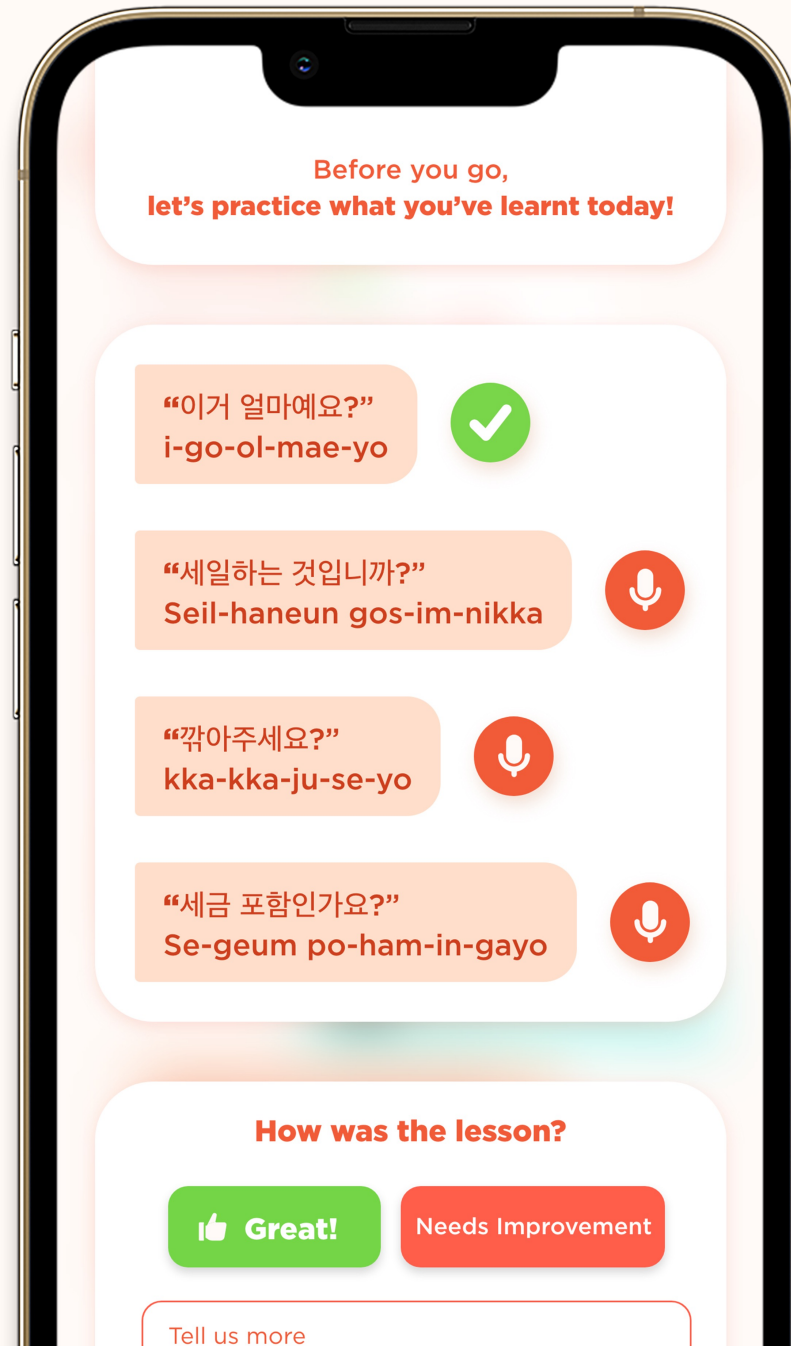 Before you go,
let’s practice what you’ve learnt today!
“이거 얼마예요?”
i-go-ol-mae-yo
“세일하는 것입니까?”
Seil-haneun gos-im-nikka
“깎아주세요?”
kka-kka-ju-se-yo
“세금 포함인가요?”
Se-geum po-ham-in-gayo
How was the lesson?
Great!
Needs Improvement
Tell us more